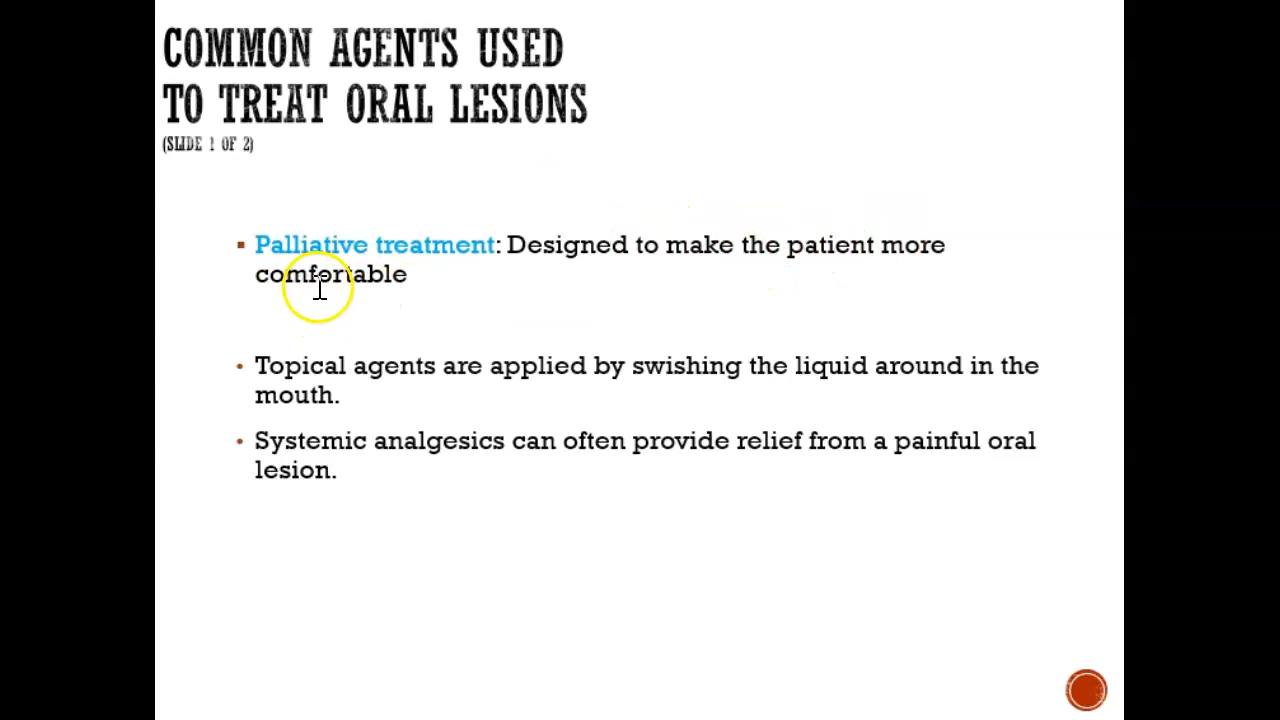 COMMON AGENTS USED
TO TREAT ORAL LESIONS
(SLIDE 1 OF 2)
▪ Palliative treatment: Designed to make the patient more
comfortable
• Topical agents are applied by swishing the liquid around in the
mouth.
• Systemic analgesics can often provide relief from a painful oral
lesion.